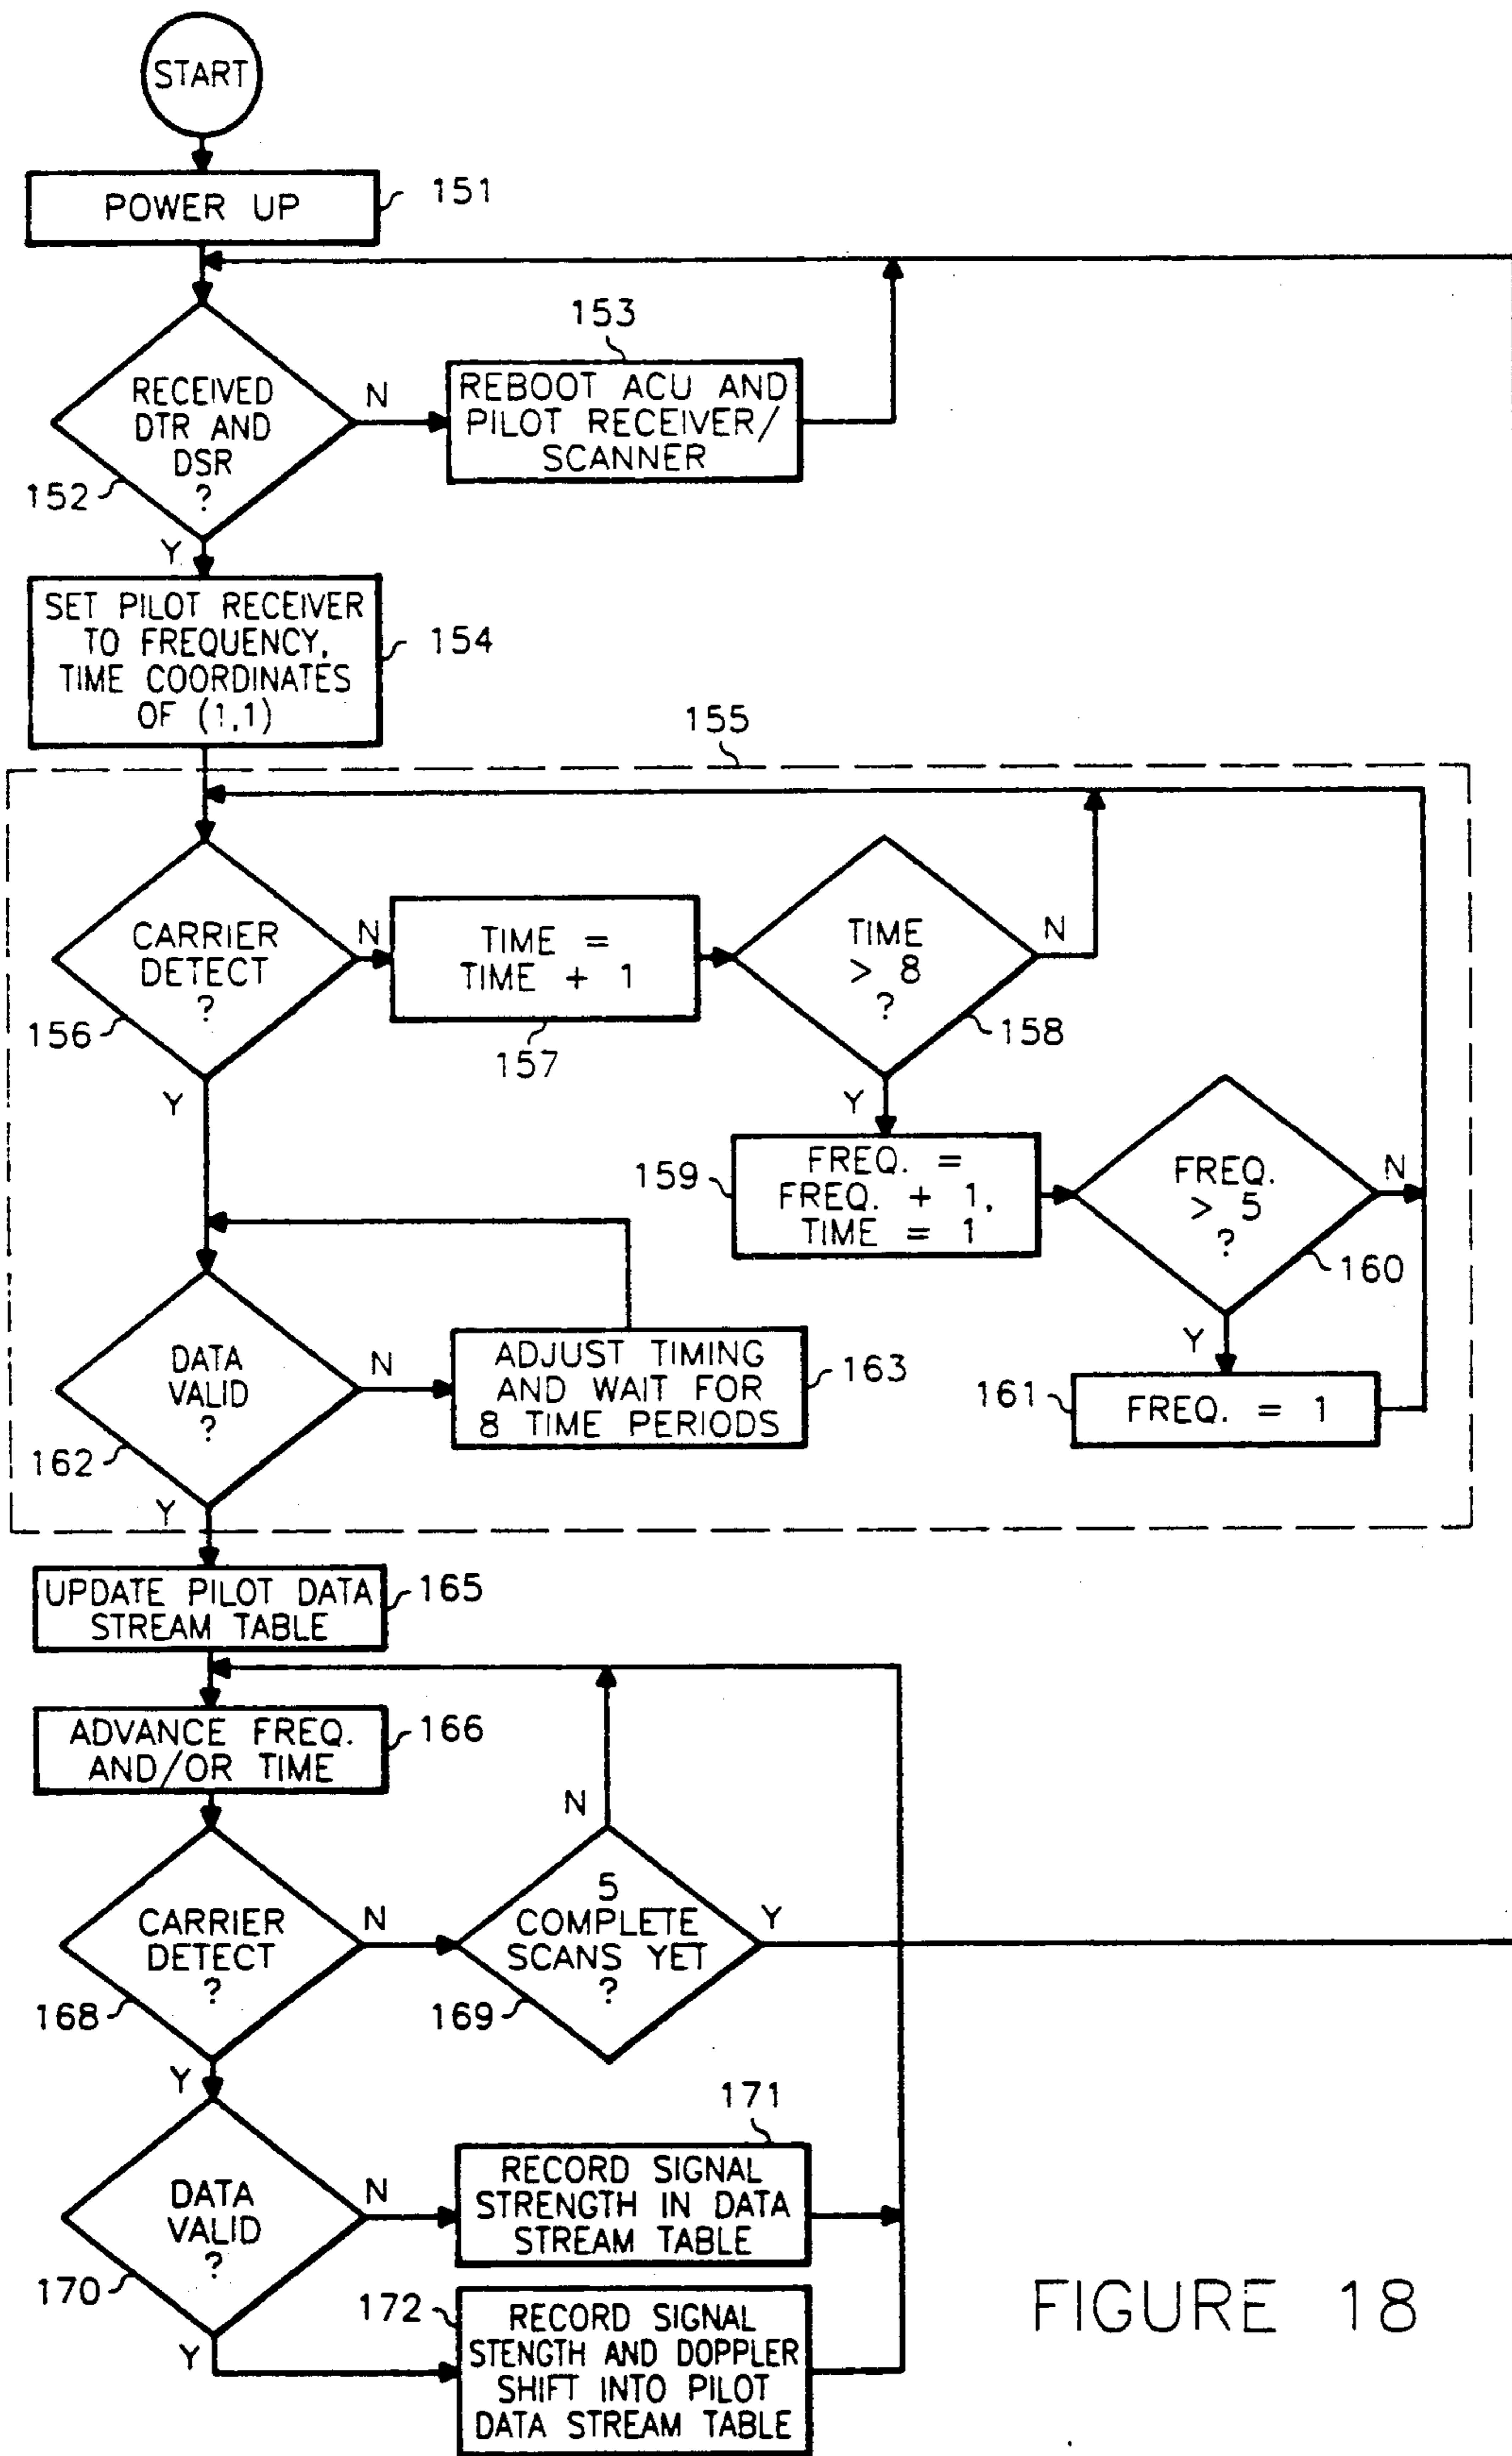 START
POWER UP
151
153
RECEIVED
DTR AND
DSR
?
N
REBOOT ACU AND
PILOT RECEIVER/
SCANNER
152
Y
SET PILOT RECEIVER
TO FREQUENCY,
TIME COORDINATES
OF (1,1)
154
155
CARRIER
DETECT
?
N
TIME =
TIME + 1
TIME
> 8
?
N
156
157
158
Y
Y
159
FREQ. =
FREQ. + 1,
TIME = 1
FREQ.
> 5
?
N
160
Y
DATA
VALID
?
N
ADJUST TIMING
AND WAIT FOR
8 TIME PERIODS
163
161
FREQ. = 1
162
Y
UPDATE PILOT DATA
STREAM TABLE
165
ADVANCE FREQ.
AND/OR TIME
166
N
CARRIER
DETECT
?
N
5
COMPLETE
SCANS YET
?
Y
168
169
Y
171
DATA
VALID
?
N
RECORD SIGNAL
STRENGTH IN DATA
STREAM TABLE
170
172
Y
RECORD SIGNAL
STENGTH AND DOPPLER
SHIFT INTO PILOT
DATA STREAM TABLE
FIGURE 18